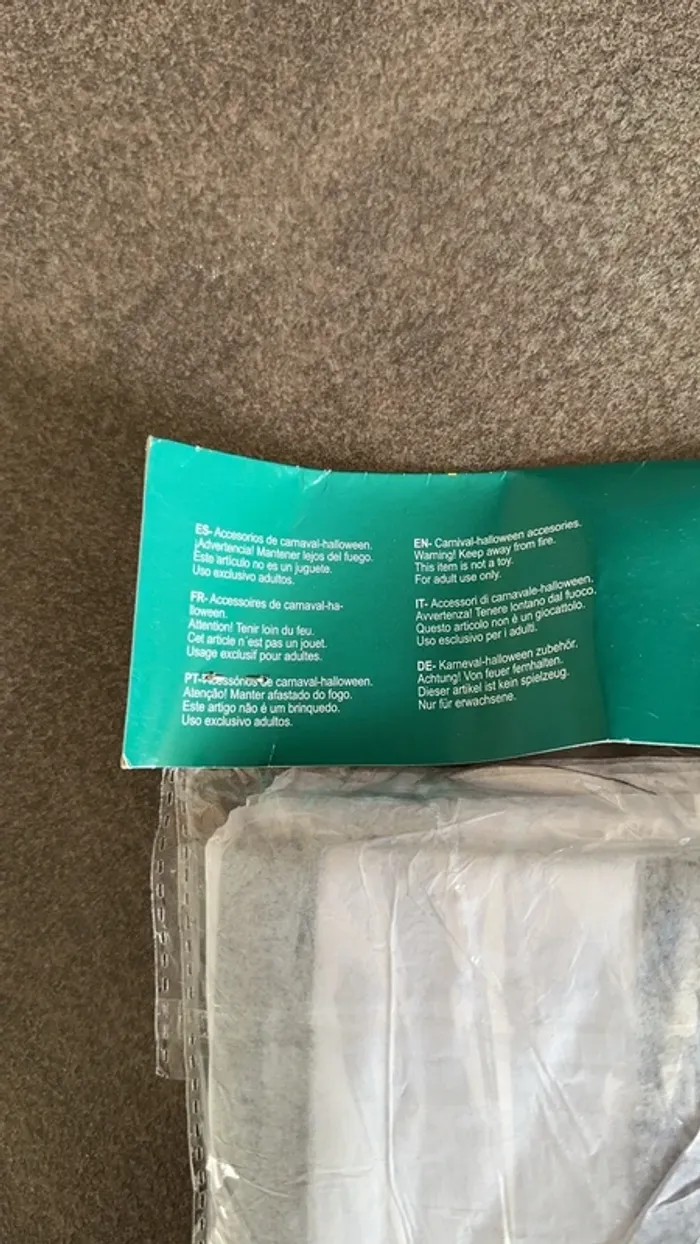 ES- Accesorios de carnaval-halloween.
¡Advertencia! Mantener lejos del fuego.
Este artículo no es un juguete.
Uso exclusivo adultos.
FR- Accessoires de carnaval-ha-
lloween.
Attention! Tenir loin du feu.
Cet article n´est pas un jouet.
Usage exclusif pour adultes.
PT- Acessórios de carnaval-halloween.
Atenção! Manter afastado do fogo.
Este artigo não é um brinquedo.
Uso exclusivo adultos.
EN- Carnival-halloween accesories.
Warning! Keep away from fire.
This item is not a toy.
For adult use only.
IT- Accessori di carnevale-halloween.
Avvertenza! Tenere lontano dal fuoco.
Questo articolo non è un giocattolo.
Uso esclusivo per i adulti.
DE- Karneval-halloween zubehör.
Achtung! Von feuer fernhalten.
Dieser artikel ist kein spielzeug.
Nur für erwachsene.